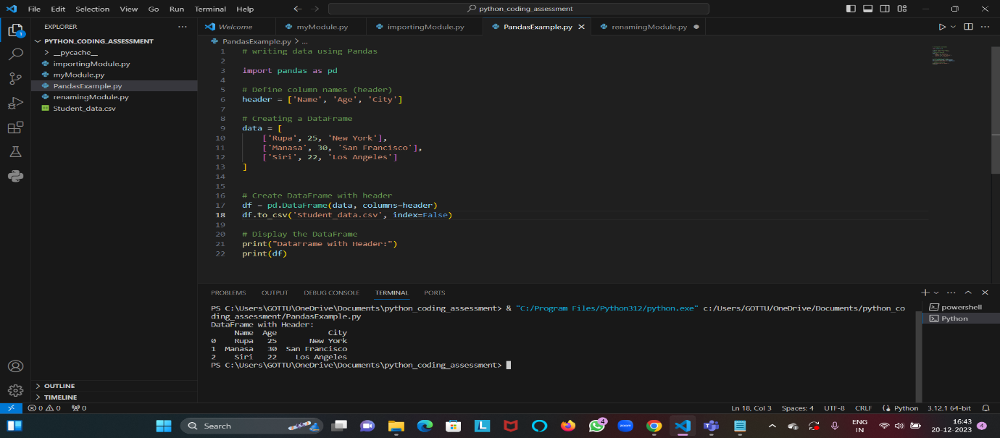 File Edit Selection View Go Run Terminal Help
python_coding_assessment
EXPLORER
Welcome myModule.py importingModule.py PandasExample.py renamingModule.py
PYTHON_CODING_ASSESSMENT
__pycache__
importingModule.py
myModule.py
PandasExample.py
renamingModule.py
Student_data.csv
PandasExample.py > ...
1 # writing data using Pandas
2
3 import pandas as pd
4
5 # Define column names (header)
6 header = ['Name', 'Age', 'City']
7
8 # Creating a DataFrame
9 data = [
10 ['Rupa', 25, 'New York'],
11 ['Manasa', 30, 'San Francisco'],
12 ['Siri', 22, 'Los Angeles']
13 ]
14
15
16 # Create DataFrame with header
17 df = pd.DataFrame(data, columns=header)
18 df.to_csv('Student_data.csv', index=False)
19
20 # Display the DataFrame
21 print("DataFrame with Header:")
22 print(df)
PROBLEMS OUTPUT DEBUG CONSOLE TERMINAL PORTS
PS C:\Users\GOTTU\OneDrive\Documents\python_coding_assessment> & "C:/Program Files/Python312/python.exe" c:/Users/GOTTU/OneDrive/Documents/python_co
ding_assessment/PandasExample.py
DataFrame with Header:
Name Age City
0 Rupa 25 New York
1 Manasa 30 San Francisco
2 Siri 22 Los Angeles
PS C:\Users\GOTTU\OneDrive\Documents\python_coding_assessment>
powershell
Python
OUTLINE
TIMELINE
0 0 0
Ln 18, Col 3 Spaces: 4 UTF-8 CRLF Python 3.12.1 64-bit
Search
4
zoom
ENG
IN
16:43
20-12-2023
4